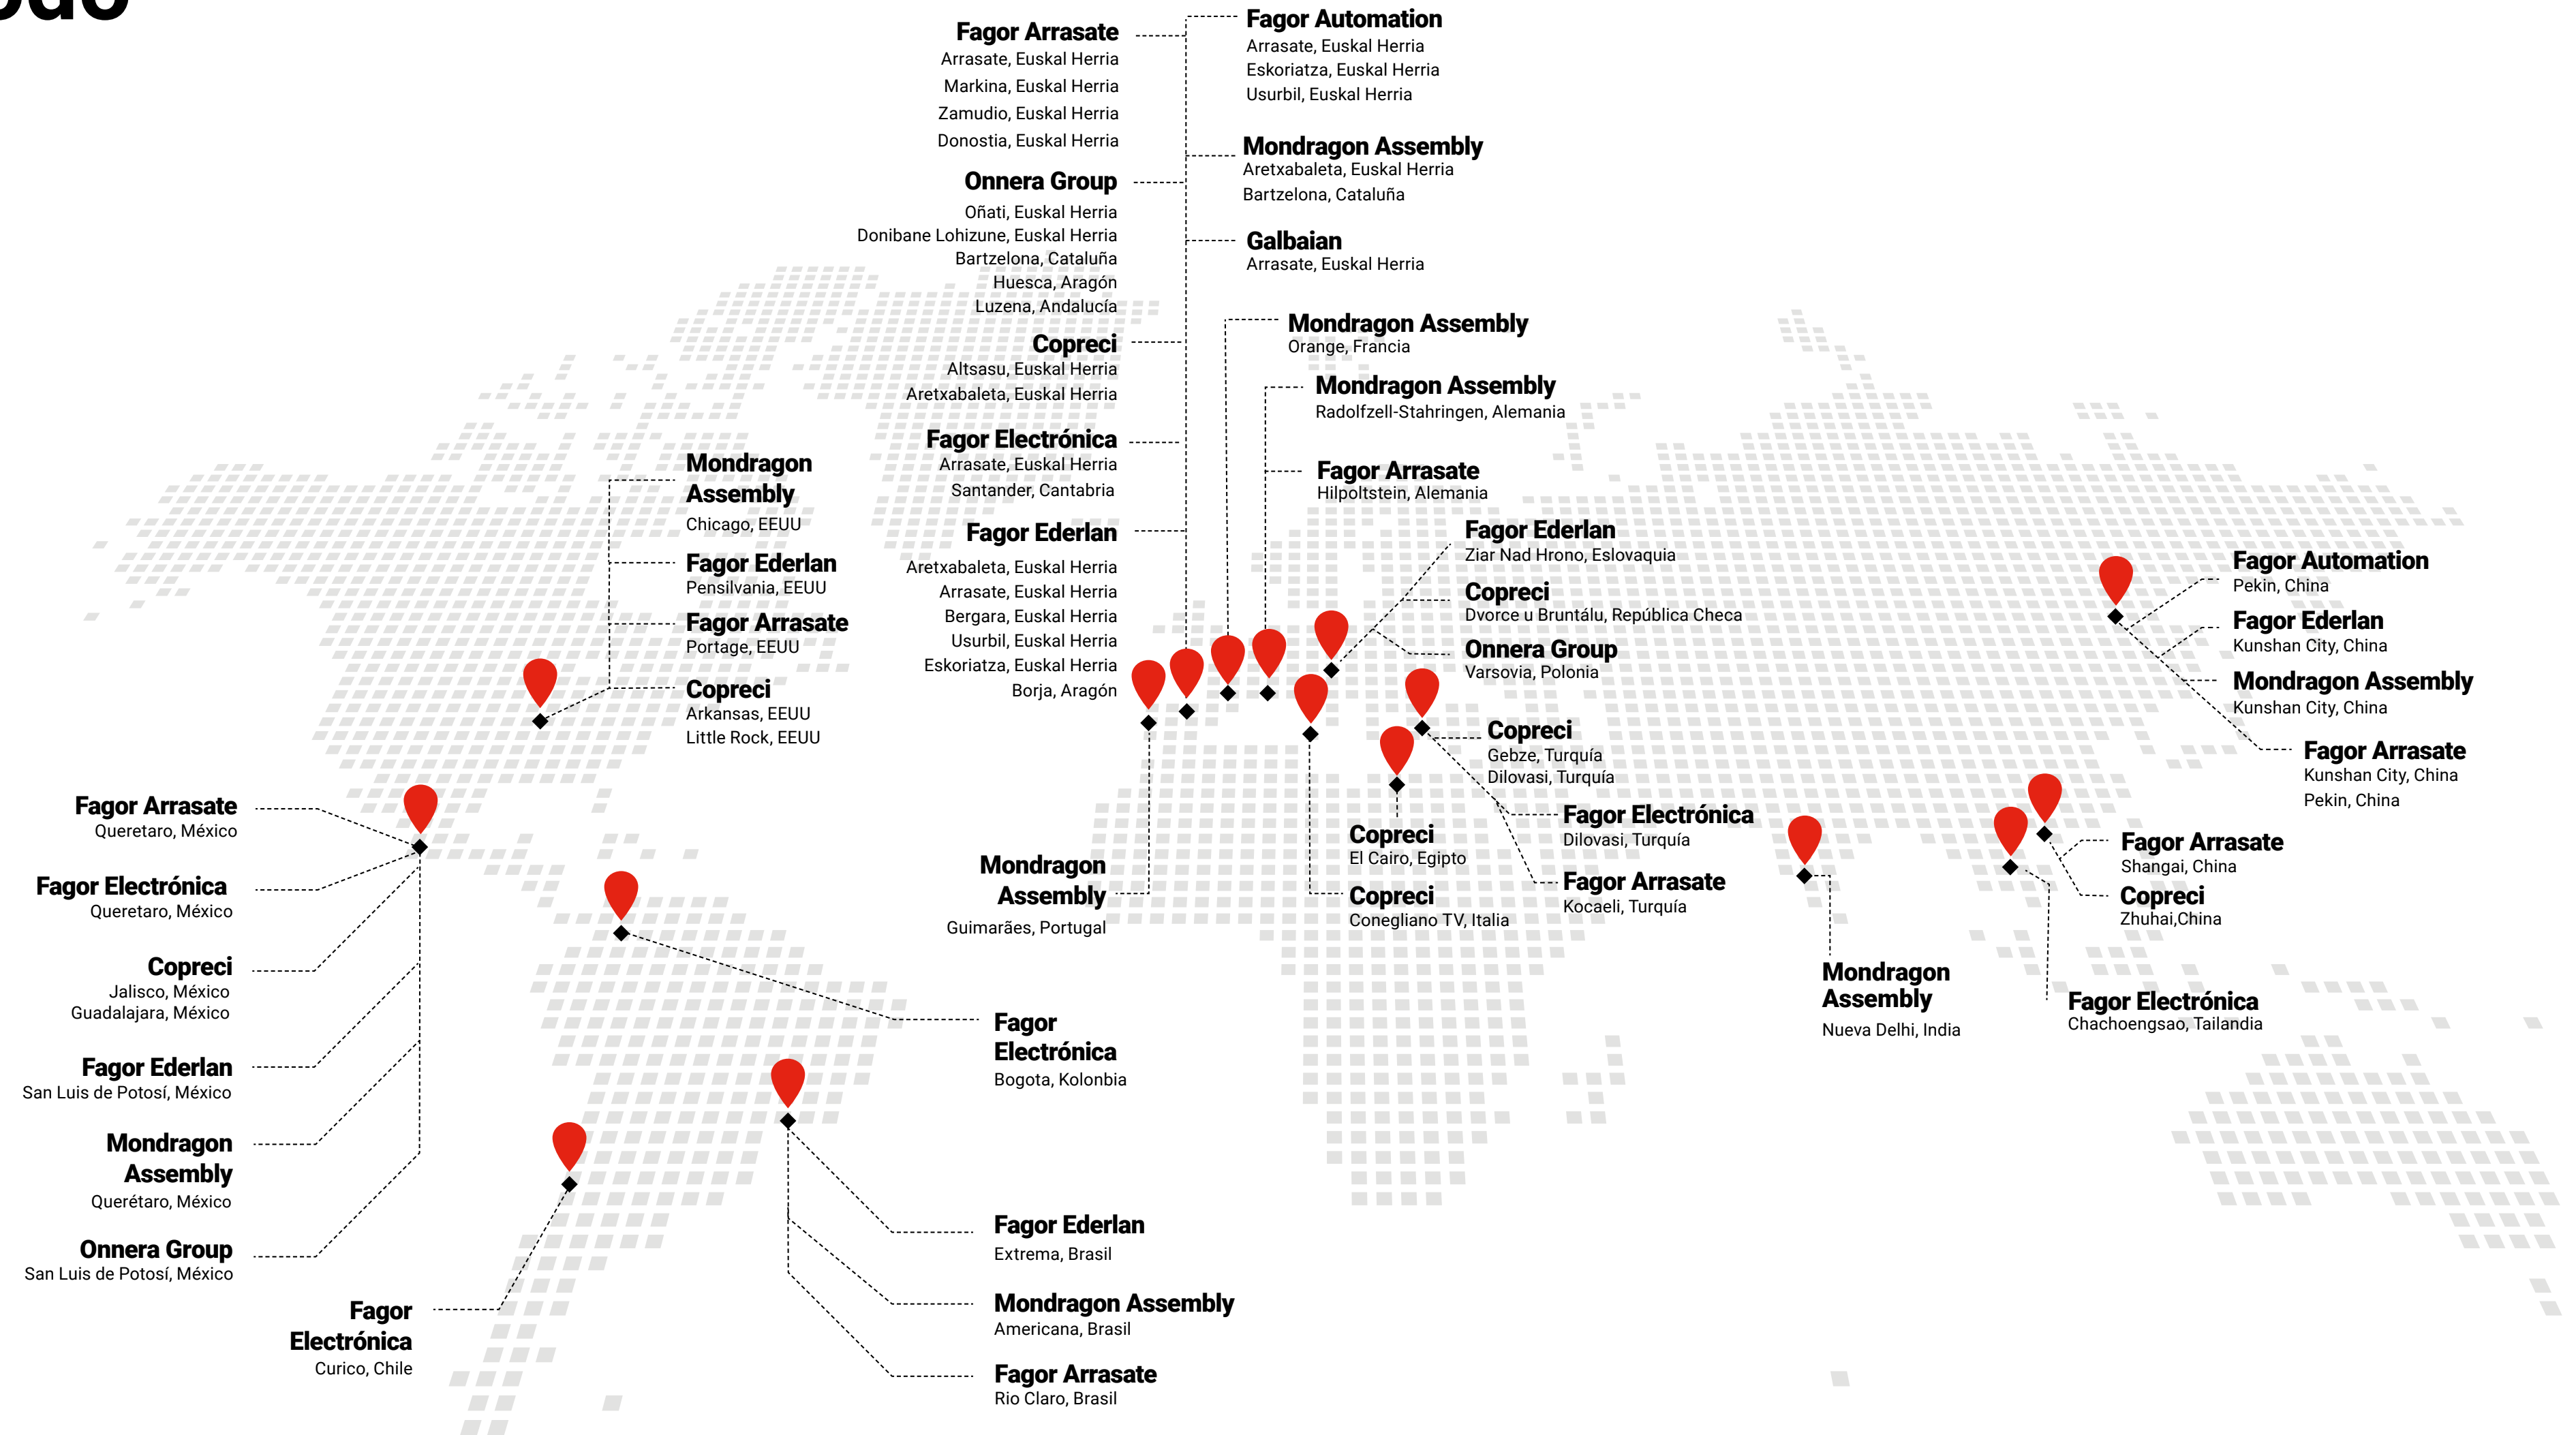 Fagor Arrasate
Arrasate, Euskal Herria
Markina, Euskal Herria
Zamudio, Euskal Herria
Donostia, Euskal Herria
Onnera Group
Oñati, Euskal Herria
Donibane Lohizune, Euskal Herria
Bartzelona, Cataluña
Huesca, Aragón
Luzena, Andalucía
Copreci
Altsasu, Euskal Herria
Aretxabaleta, Euskal Herria
Fagor Electrónica
Arrasate, Euskal Herria
Santander, Cantabria
Fagor Ederlan
Aretxabaleta, Euskal Herria
Arrasate, Euskal Herria
Bergara, Euskal Herria
Usurbil, Euskal Herria
Eskoriatza, Euskal Herria
Borja, Aragón
Fagor Automation
Arrasate, Euskal Herria
Eskoriatza, Euskal Herria
Usurbil, Euskal Herria
Mondragon Assembly
Aretxabaleta, Euskal Herria
Bartzelona, Cataluña
Galbaian
Arrasate, Euskal Herria
Mondragon Assembly
Orange, Francia
Mondragon Assembly
Radolfzell-Stahringen, Alemania
Fagor Arrasate
Hilpoltstein, Alemania
Fagor Ederlan
Ziar Nad Hrono, Eslovaquia
Copreci
Dvorce u Bruntálu, República Checa
Onnera Group
Varsovia, Polonia
Mondragon
Assembly
Chicago, EEUU
Fagor Ederlan
Pensilvania, EEUU
Fagor Arrasate
Portage, EEUU
Copreci
Arkansas, EEUU
Little Rock, EEUU
Fagor Automation
Pekin, China
Fagor Ederlan
Kunshan City, China
Mondragon Assembly
Kunshan City, China
Fagor Arrasate
Kunshan City, China
Pekin, China
Copreci
Gebze, Turquía
Dilovasi, Turquía
Fagor Electrónica
Dilovasi, Turquía
Fagor Arrasate
Kocaeli, Turquía
Copreci
El Cairo, Egipto
Copreci
Conegliano TV, Italia
Mondragon
Assembly
Guimarães, Portugal
Fagor Arrasate
Shangai, China
Copreci
Zhuhai,China
Mondragon
Assembly
Nueva Delhi, India
Fagor Electrónica
Chachoengsao, Tailandia
Fagor Arrasate
Queretaro, México
Fagor Electrónica
Queretaro, México
Copreci
Jalisco, México
Guadalajara, México
Fagor Ederlan
San Luis de Potosí, México
Mondragon
Assembly
Querétaro, México
Onnera Group
San Luis de Potosí, México
Fagor
Electrónica
Bogota, Kolonbia
Fagor Ederlan
Extrema, Brasil
Mondragon Assembly
Americana, Brasil
Fagor Arrasate
Rio Claro, Brasil
Fagor
Electrónica
Curico, Chile